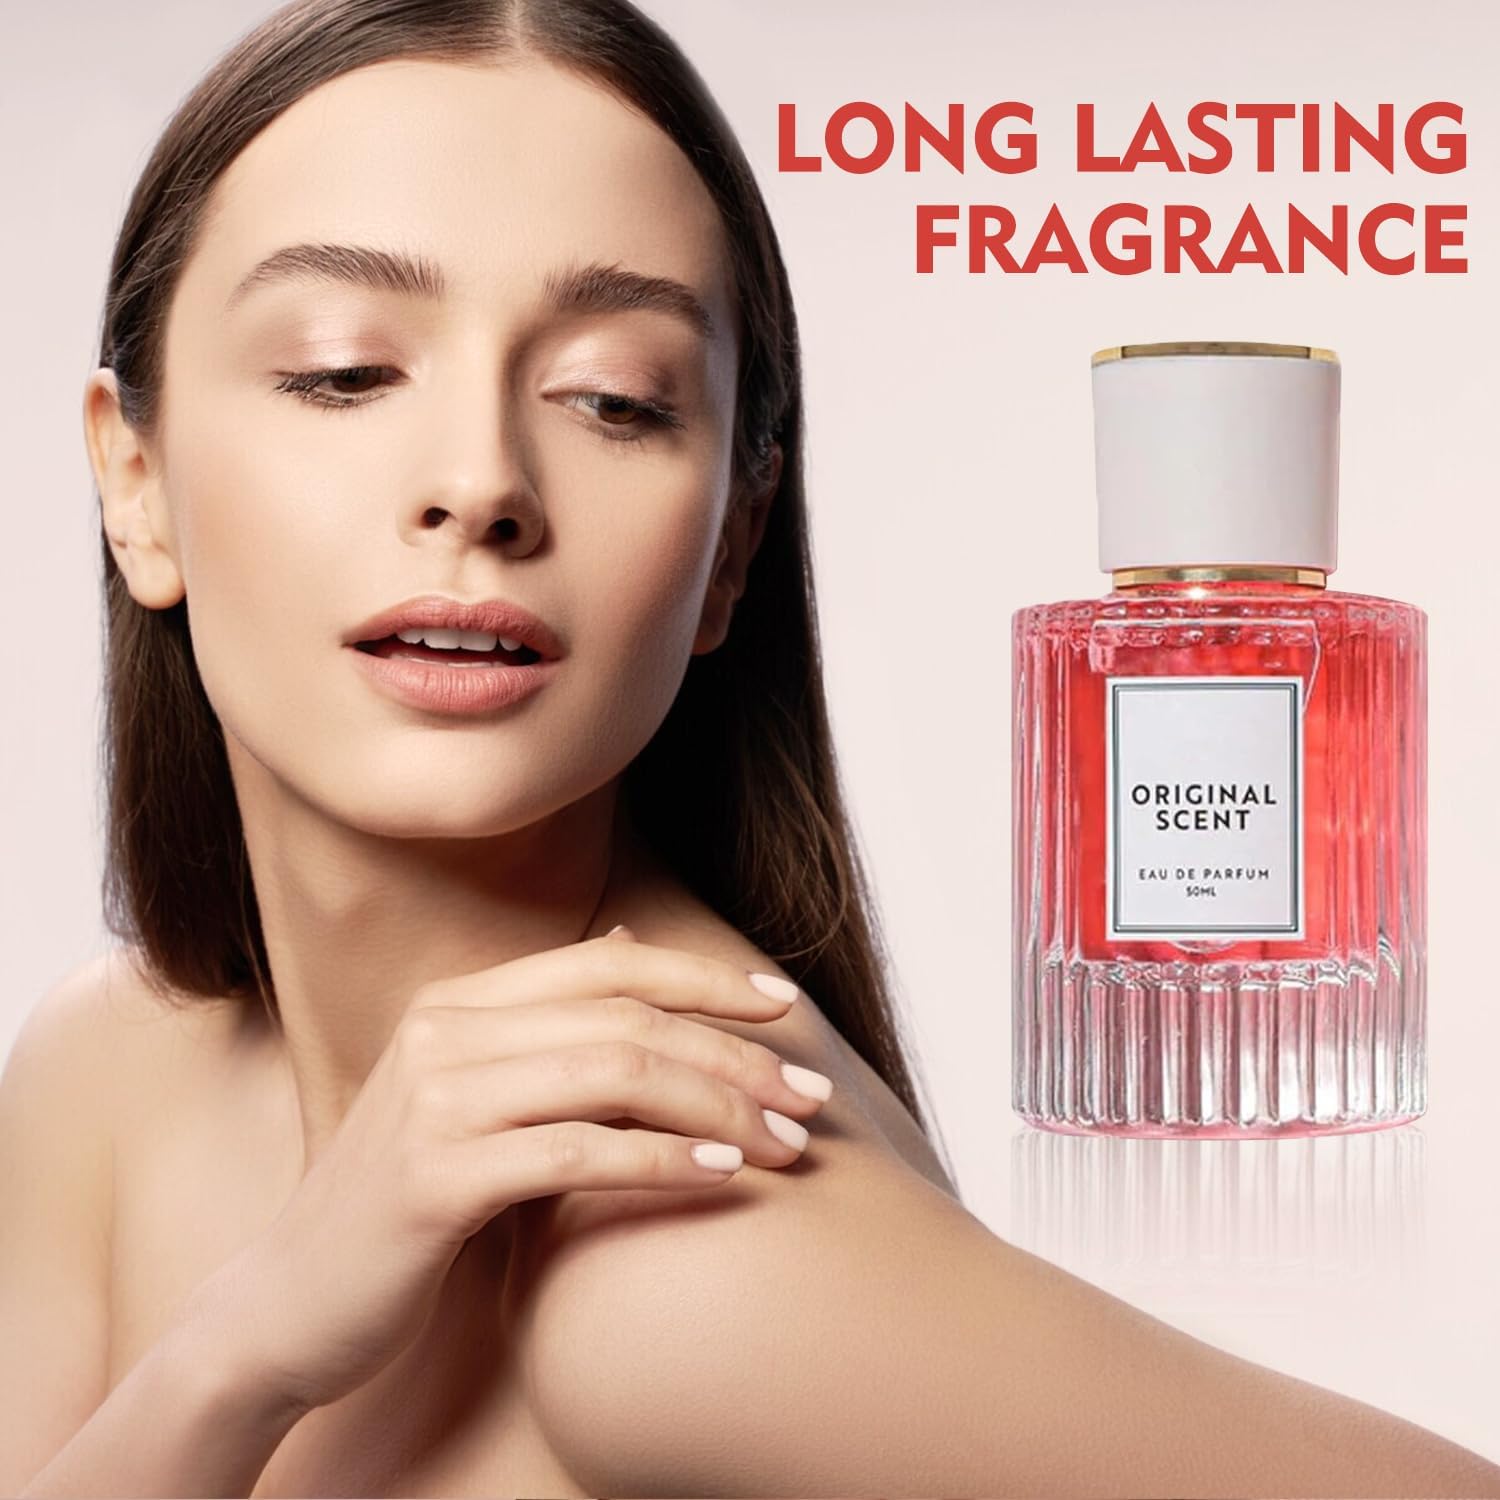 LONG LASTING
FRAGRANCE
ORIGINAL
SCENT
EAU DE PARFUM
50ML